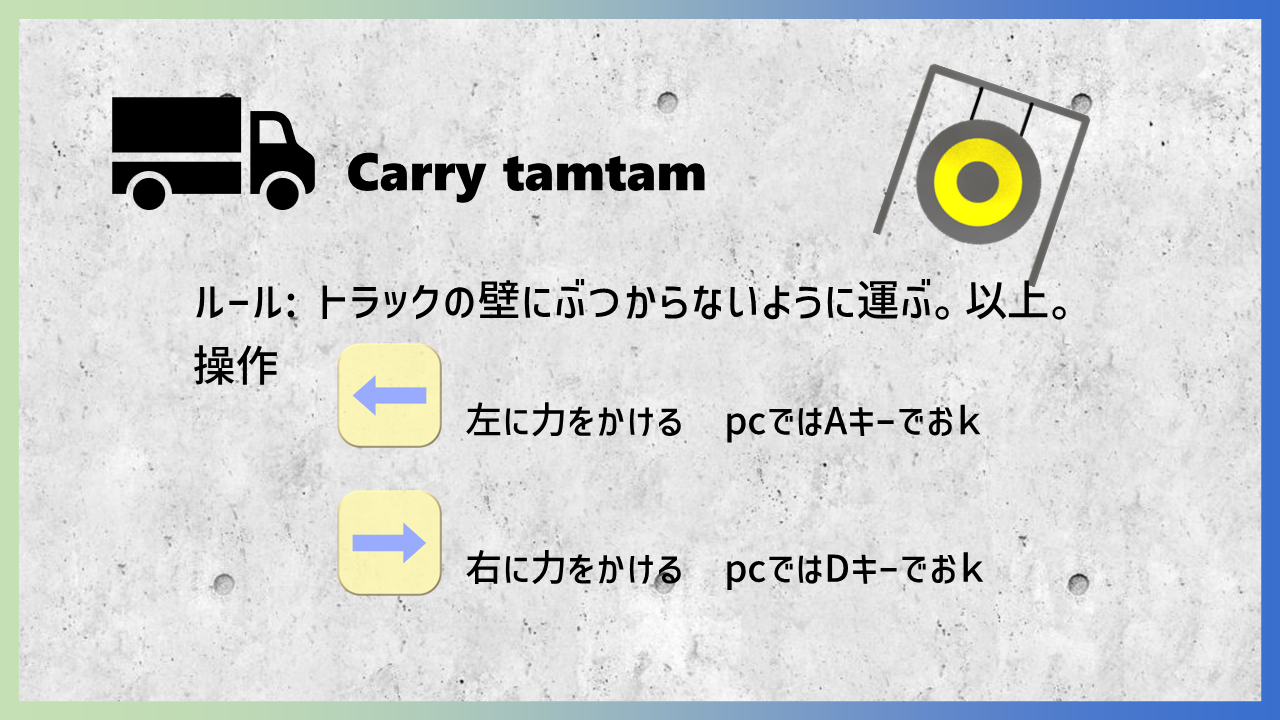 Carry tamtam
ルール: トラックの壁にぶつからないように運ぶ。以上。
操作
左に力をかける pcではAキーでおk
右に力をかける pcではDキーでおk